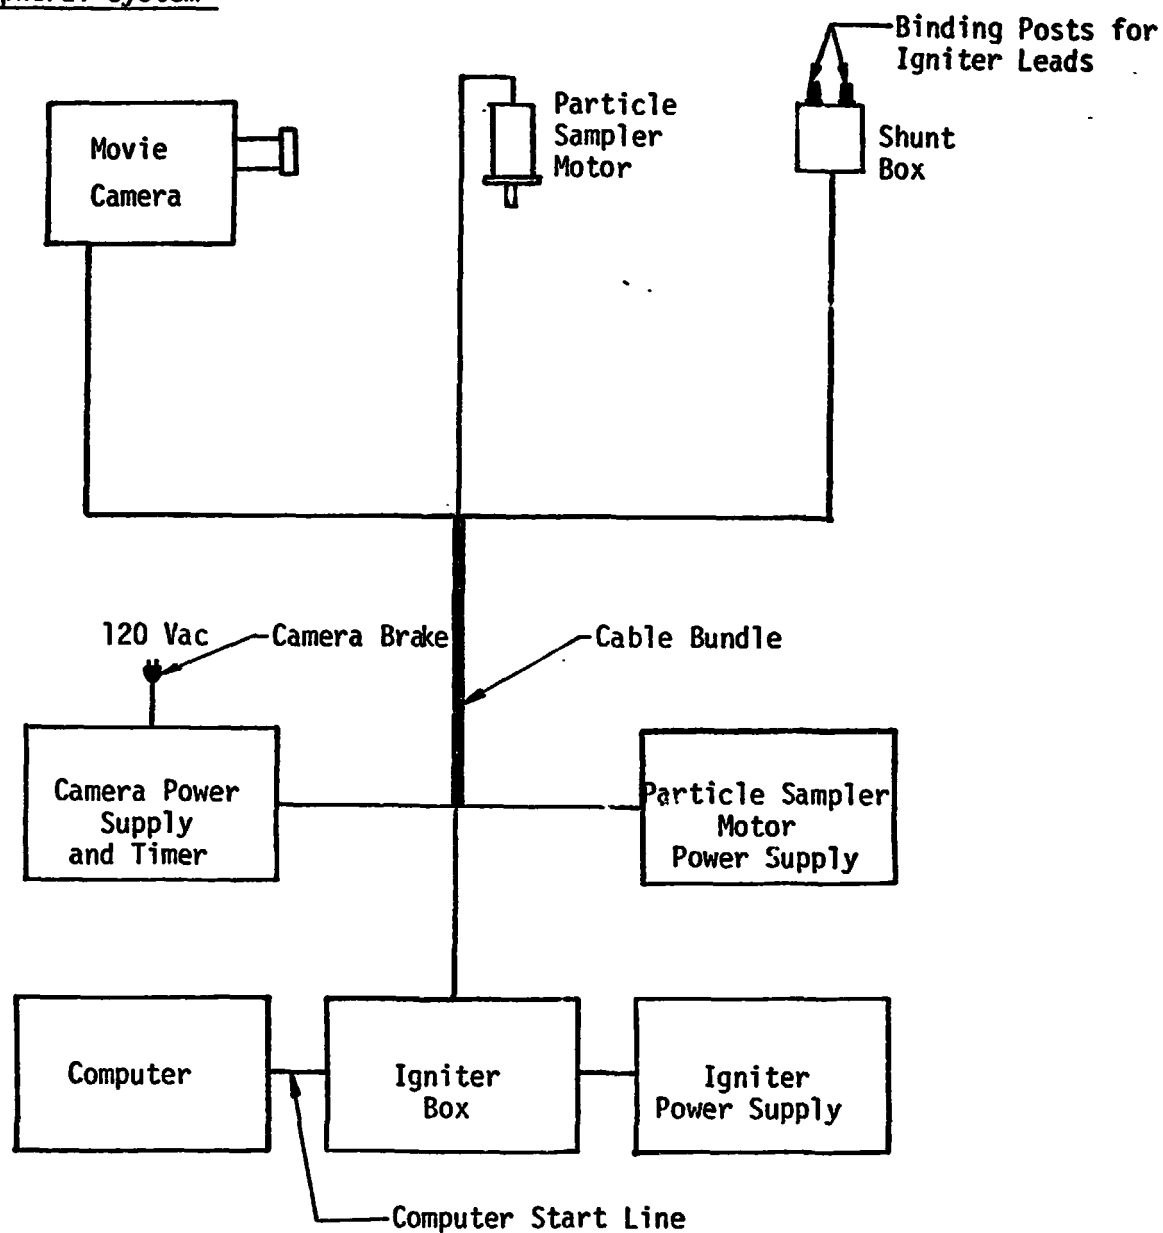 System
Binding Posts for
Igniter Leads
Movie
Camera
Particle
Sampler
Motor
Shunt
Box
120 Vac
Camera Brake
Cable Bundle
Camera Power
Supply
and Timer
Particle Sampler
Motor
Power Supply
Computer
Igniter
Box
Igniter
Power Supply
Computer Start Line